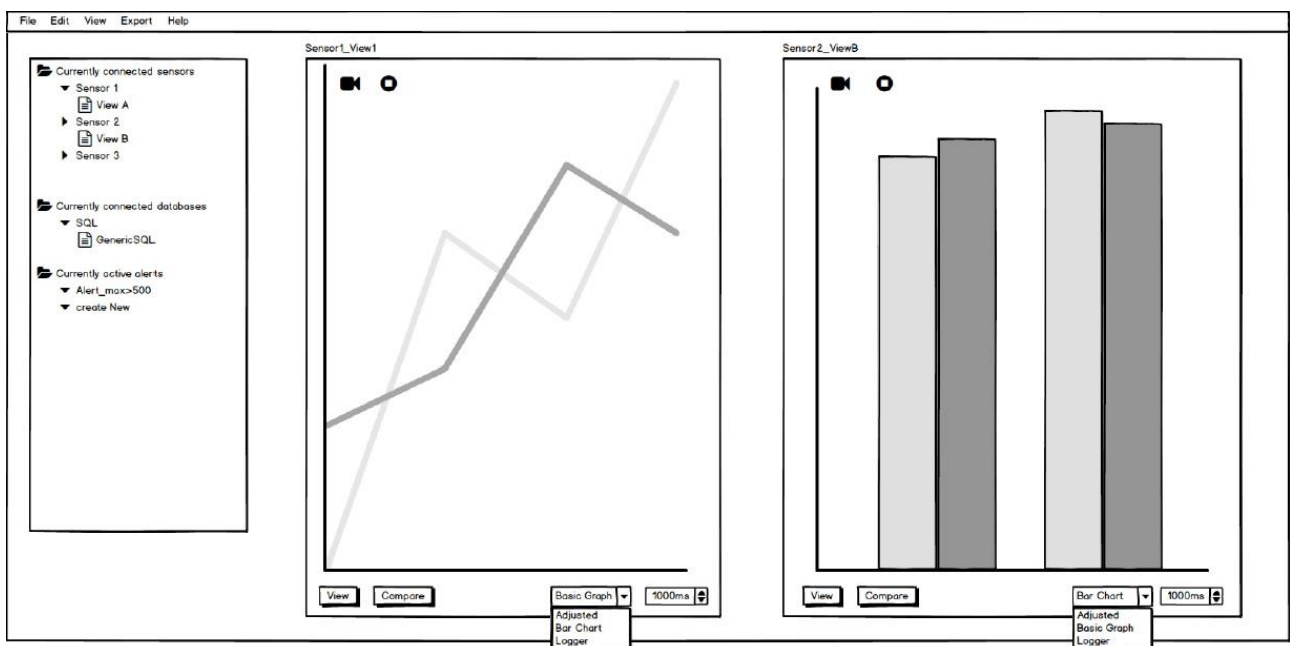 File Edit View Export Help
Sensor1_View1
Sensor2_ViewB
Currently connected sensors
Sensor 1
View A
Sensor 2
View B
Sensor 3
Currently connected databases
SQL
GenericSQL
Currently active alerts
Alert_max>500
create New
View Compare Basic Graph 1000ms
Adjusted
Bar Chart
Logger
View Compare Bar Chart 1000ms
Adjusted
Basic Graph
Logger